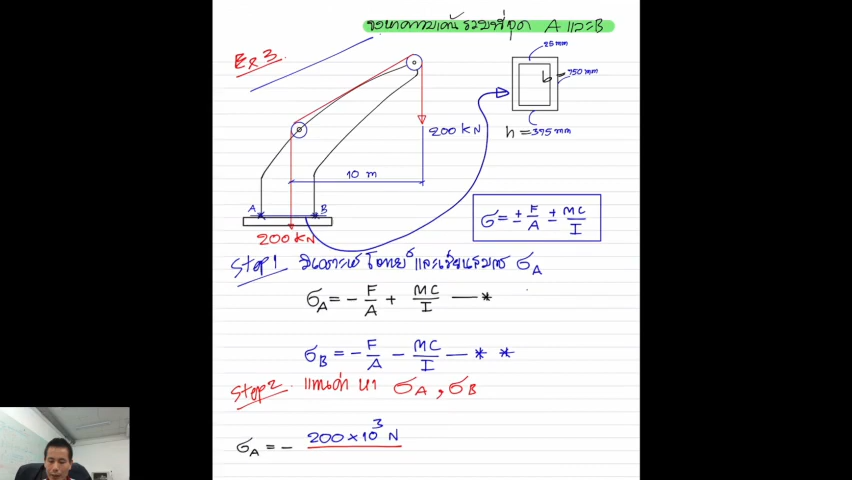 จงหาความเค้นรวมที่จุด A และ B
Ex 3
25 mm
b = 750 mm
h = 375 mm
200 kN
10 m
A B
200 kN
σ = ± F/A ± MC/I
Step 1 วิเคราะห์โจทย์และเขียนสมการ σA
σA = - F/A + MC/I — *
σB = - F/A - MC/I — * *
Step 2. แทนค่า หา σA , σB
σA = - 200 × 10³ N